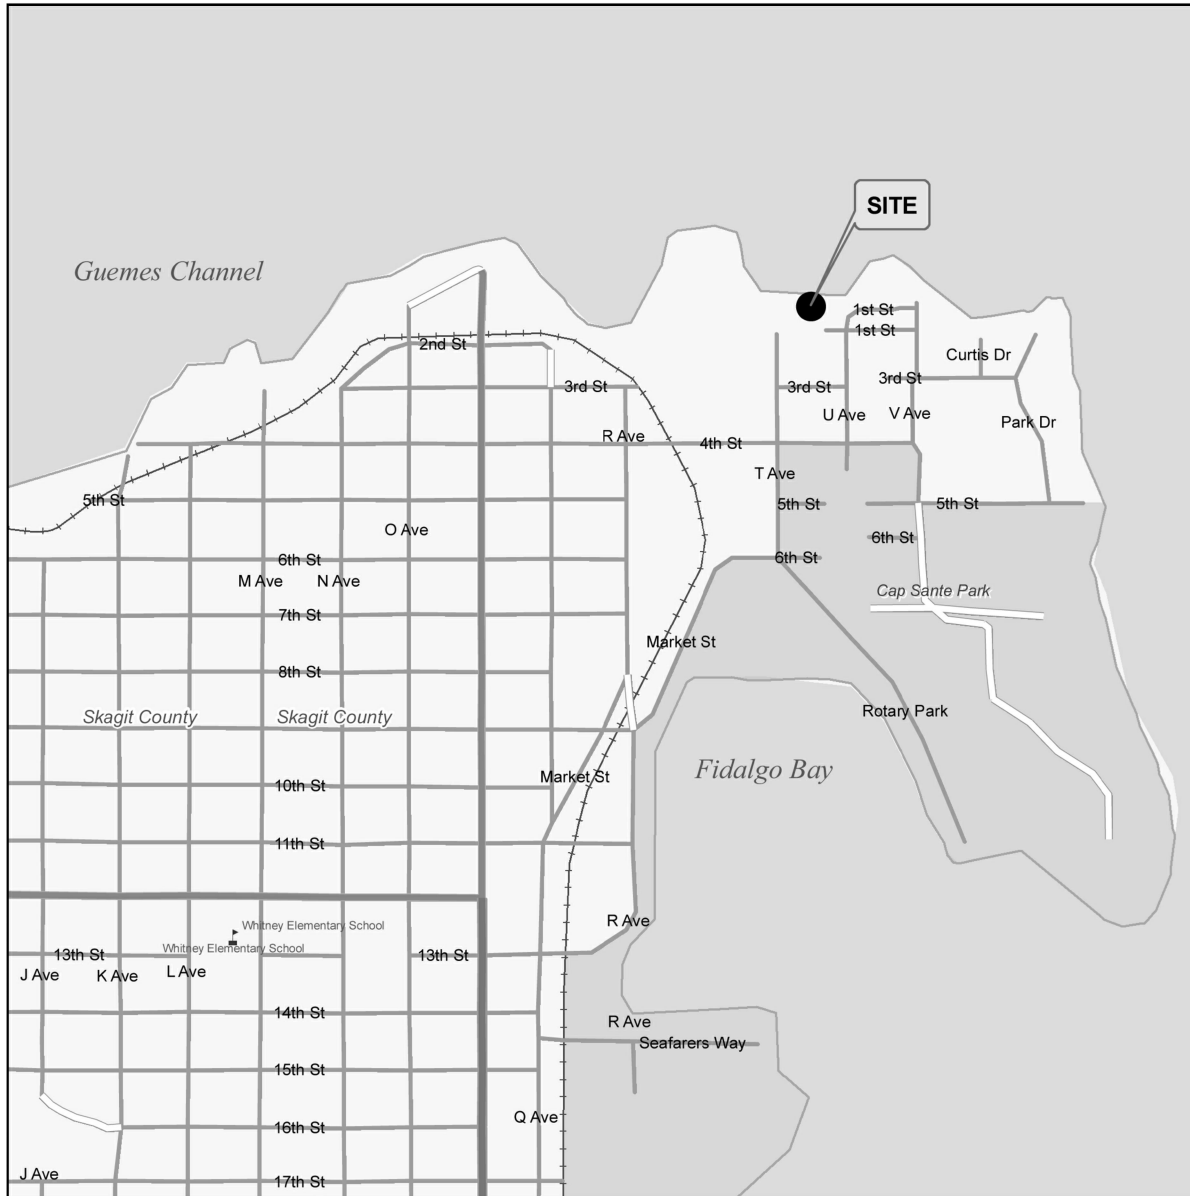 SITE
Guemes Channel
1st St
1st St
2nd St
Curtis Dr
3rd St
3rd St
3rd St
U Ave
V Ave
Park Dr
R Ave
4th St
T Ave
5th St
5th St
5th St
O Ave
6th St
6th St
6th St
M Ave
N Ave
Cap Sante Park
7th St
Market St
8th St
Skagit County
Skagit County
Rotary Park
Fidalgo Bay
Market St
10th St
11th St
Whitney Elementary School
R Ave
Whitney Elementary School
13th St
13th St
J Ave
K Ave
L Ave
14th St
R Ave
Seafarers Way
15th St
Q Ave
16th St
J Ave
17th St